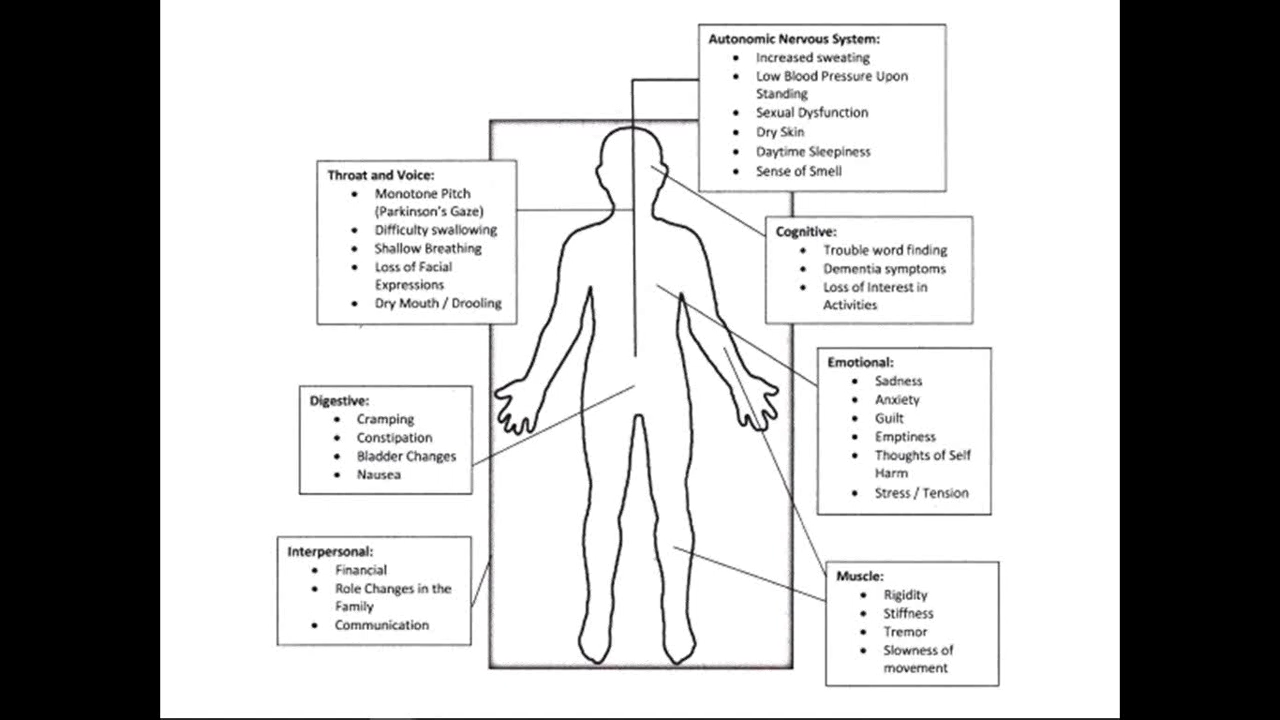 Autonomic Nervous System:
• Increased sweating
• Low Blood Pressure Upon
Standing
• Sexual Dysfunction
• Dry Skin
• Daytime Sleepiness
• Sense of Smell
Throat and Voice:
• Monotone Pitch
(Parkinson's Gaze)
• Difficulty swallowing
• Shallow Breathing
• Loss of Facial
Expressions
• Dry Mouth / Drooling
Cognitive:
• Trouble word finding
• Dementia symptoms
• Loss of Interest in
Activities
Emotional:
• Sadness
• Anxiety
• Guilt
• Emptiness
• Thoughts of Self
Harm
• Stress / Tension
Digestive:
• Cramping
• Constipation
• Bladder Changes
• Nausea
Interpersonal:
• Financial
• Role Changes in the
Family
• Communication
Muscle:
• Rigidity
• Stiffness
• Tremor
• Slowness of
movement